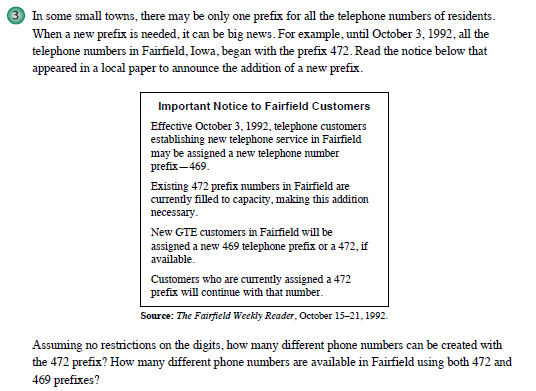 3 In some small towns, there may be only one prefix for all the telephone numbers of residents.
When a new prefix is needed, it can be big news. For example, until October 3, 1992, all the
telephone numbers in Fairfield, Iowa, began with the prefix 472. Read the notice below that
appeared in a local paper to announce the addition of a new prefix.
Important Notice to Fairfield Customers
Effective October 3, 1992, telephone customers
establishing new telephone service in Fairfield
may be assigned a new telephone number
prefix—469.
Existing 472 prefix numbers in Fairfield are
currently filled to capacity, making this addition
necessary.
New GTE customers in Fairfield will be
assigned a new 469 telephone prefix or a 472, if
available.
Customers who are currently assigned a 472
prefix will continue with that number.
Source: The Fairfield Weekly Reader, October 15–21, 1992.
Assuming no restrictions on the digits, how many different phone numbers can be created with
the 472 prefix? How many different phone numbers are available in Fairfield using both 472 and
469 prefixes?